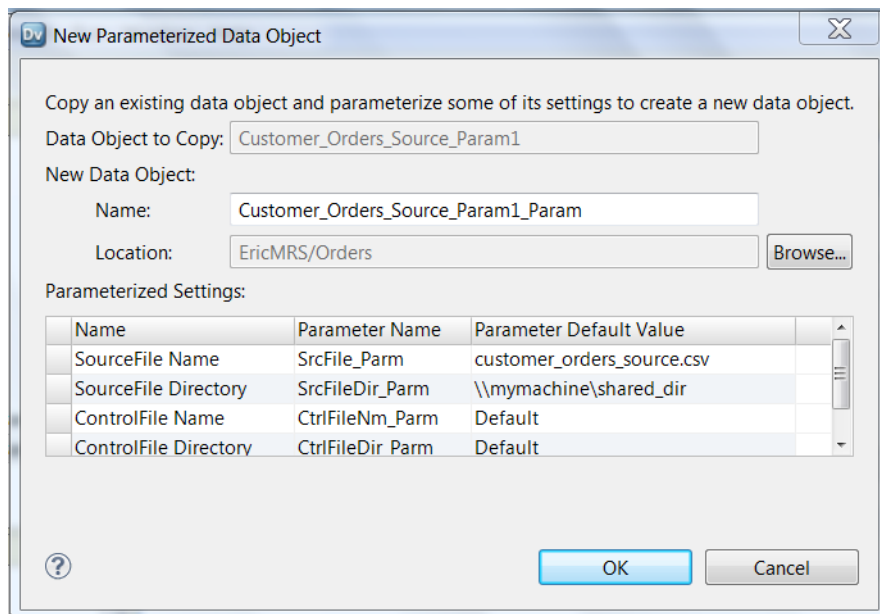 Dv New Parameterized Data Object
Copy an existing data object and parameterize some of its settings to create a new data object.
Data Object to Copy: Customer_Orders_Source_Param1
New Data Object:
Name: Customer_Orders_Source_Param1_Param
Location: EricMRS/Orders Browse...
Parameterized Settings:
Name Parameter Name Parameter Default Value
SourceFile Name SrcFile_Parm customer_orders_source.csv
SourceFile Directory SrcFileDir_Parm \\mymachine\shared_dir
ControlFile Name CtrlFileNm_Parm Default
ControlFile Directory CtrlFileDir_Parm Default
? OK Cancel